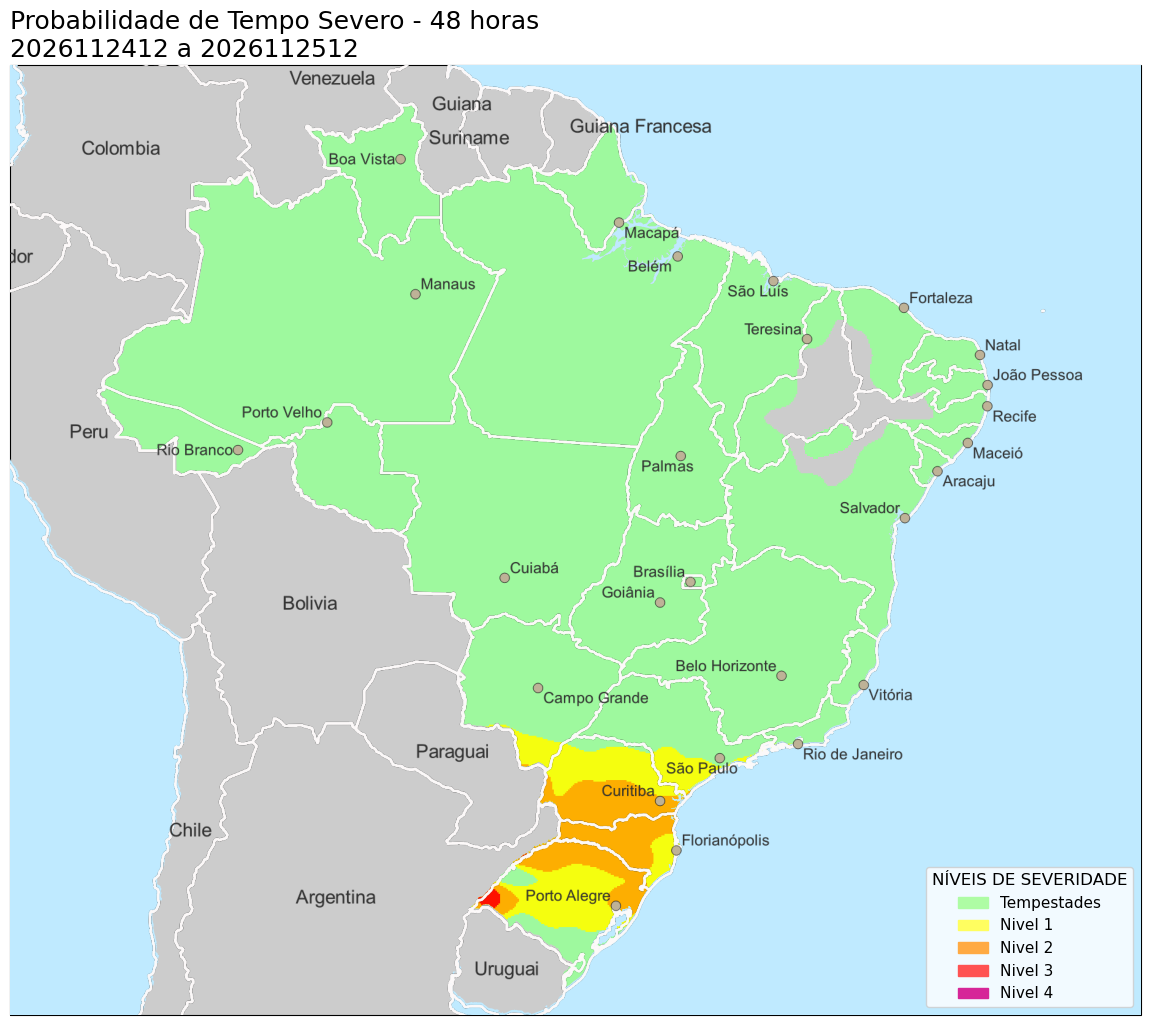 Probabilidade de Tempo Severo - 48 horas
2026112412 a 2026112512
Venezuela
Guiana
Guiana Francesa
Suriname
Colombia
Boa Vista
Macapá
dor
Belém
Manaus
São Luís
Fortaleza
Teresina
Natal
João Pessoa
Porto Velho
Recife
Peru
Rio Branco
Maceió
Palmas
Aracaju
Salvador
Cuiabá
Brasília
Goiânia
Bolivia
Belo Horizonte
Campo Grande
Vitória
Paraguai
Rio de Janeiro
São Paulo
Curitiba
Chile
Florianópolis
Argentina
Porto Alegre
Uruguai
NÍVEIS DE SEVERIDADE
Tempestades
Nivel 1
Nivel 2
Nivel 3
Nivel 4